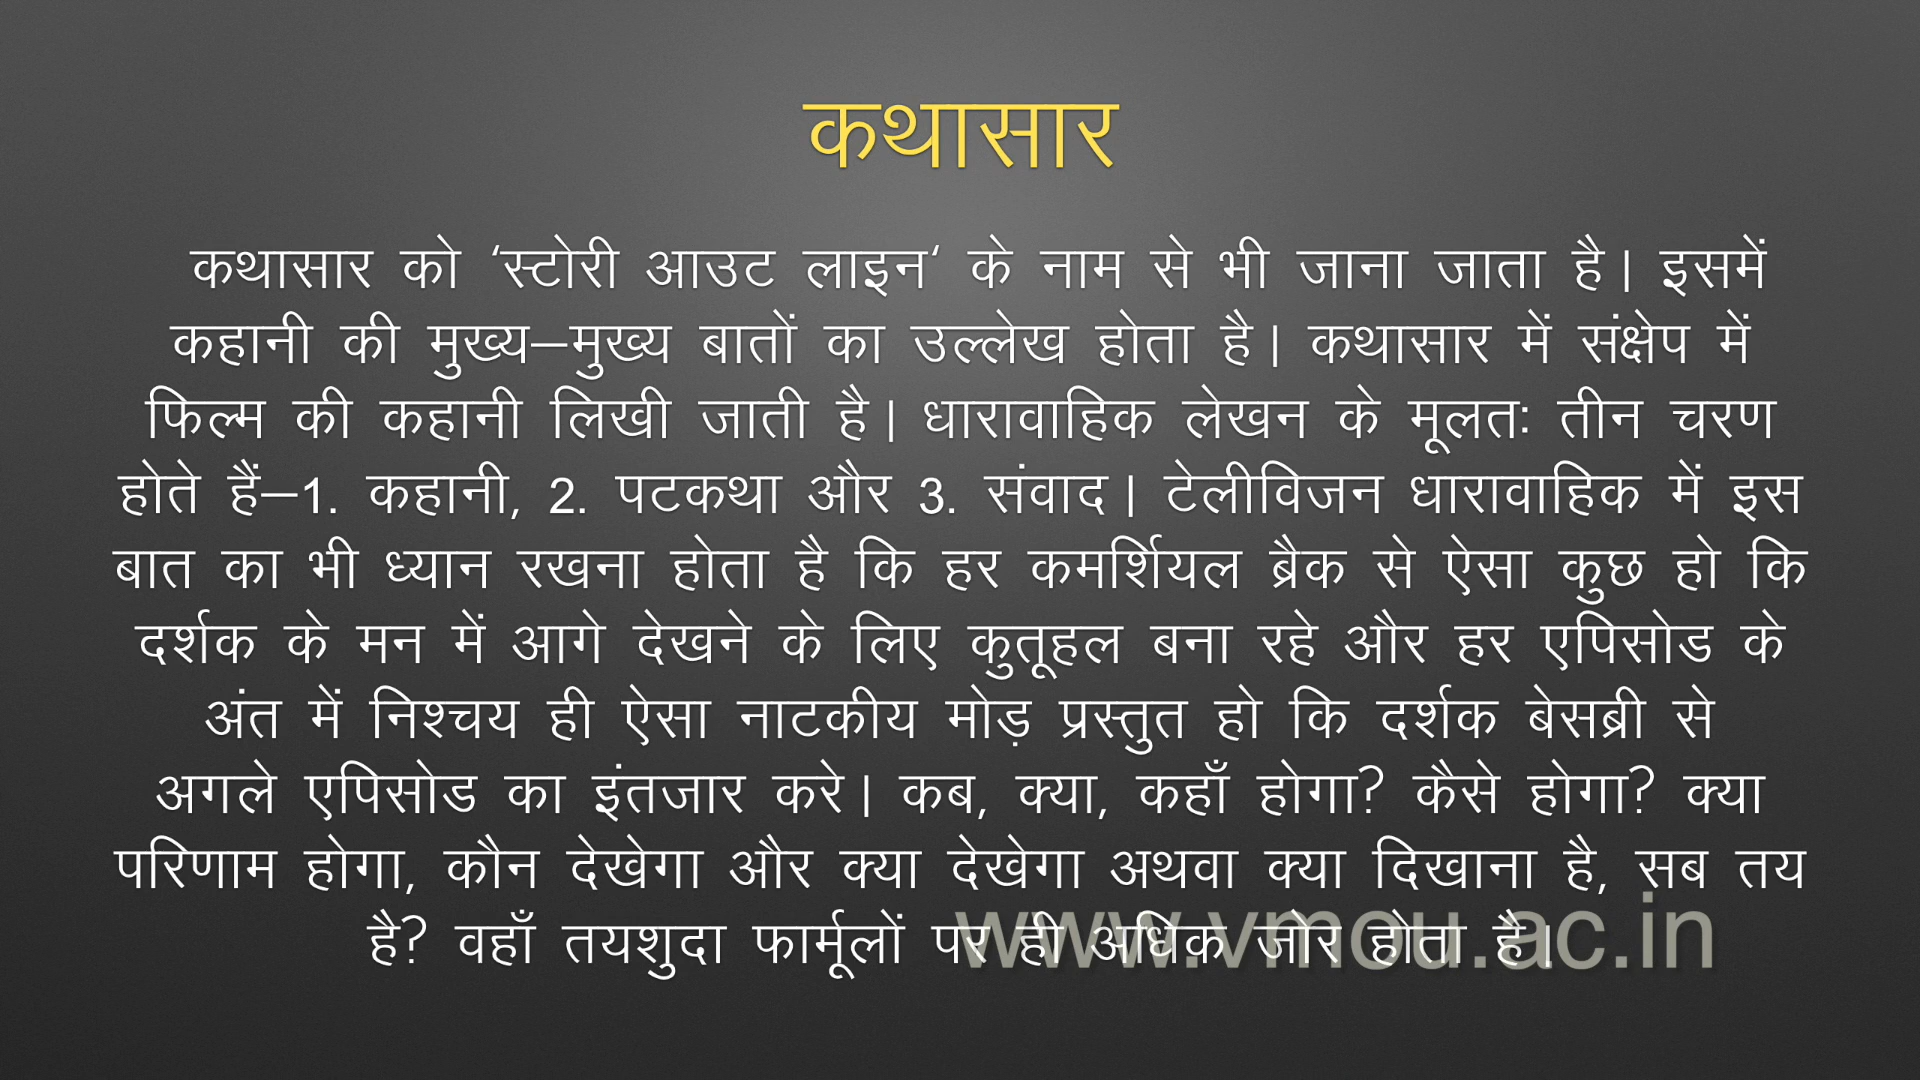 कथासार
कथासार को ‘स्टोरी आउट लाइन‘ के नाम से भी जाना जाता है। इसमें
कहानी की मुख्य–मुख्य बातों का उल्लेख होता है। कथासार में संक्षेप में
फिल्म की कहानी लिखी जाती है। धारावाहिक लेखन के मूलतः तीन चरण
होते हैं–1. कहानी, 2. पटकथा और 3. संवाद। टेलीविजन धारावाहिक में इस
बात का भी ध्यान रखना होता है कि हर कमर्शियल ब्रैक से ऐसा कुछ हो कि
दर्शक के मन में आगे देखने के लिए कुतूहल बना रहे और हर एपिसोड के
अंत में निश्चय ही ऐसा नाटकीय मोड़ प्रस्तुत हो कि दर्शक बेसब्री से
अगले एपिसोड का इंतजार करे। कब, क्या, कहाँ होगा? कैसे होगा? क्या
परिणाम होगा, कौन देखेगा और क्या देखेगा अथवा क्या दिखाना है, सब तय
है? वहाँ तयशुदा फार्मूलों पर ही अधिक जोर होता है।
www.vmou.ac.in